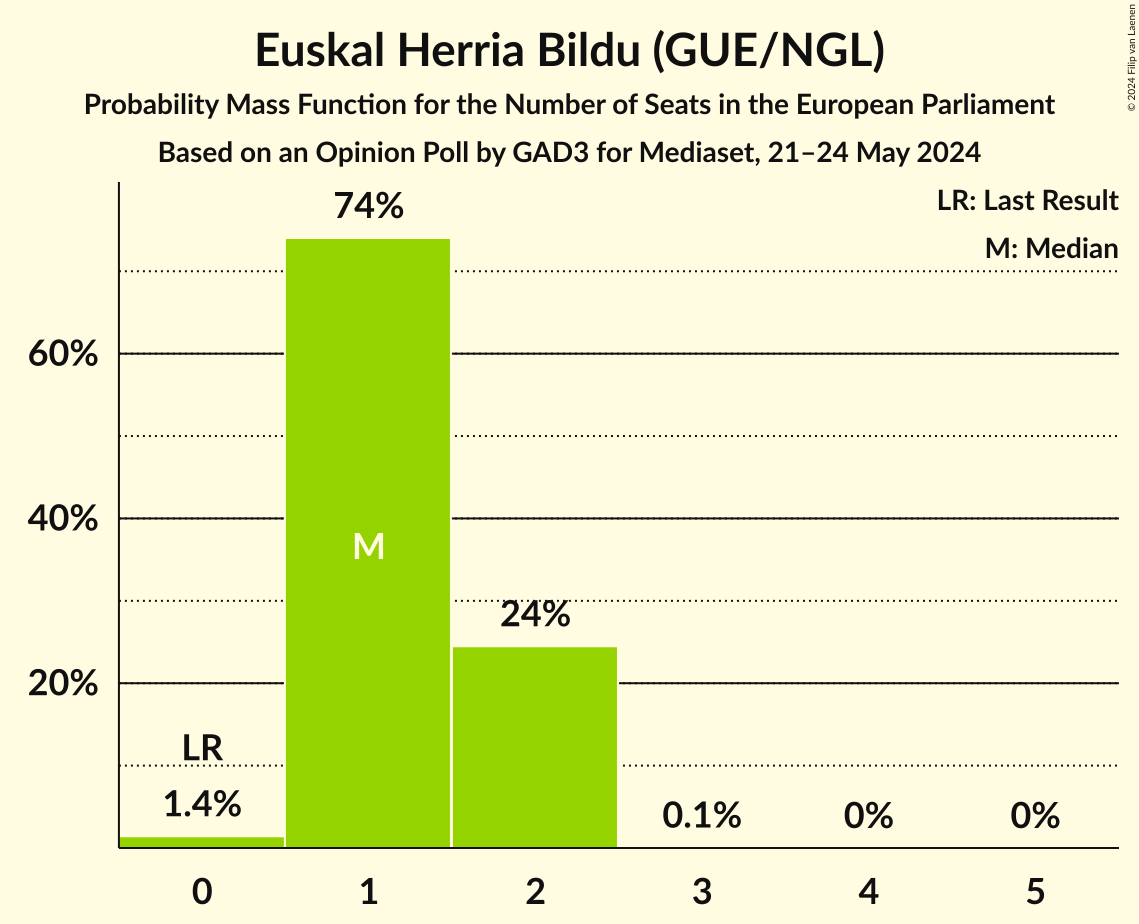 Euskal Herria Bildu (GUE/NGL)
Probability Mass Function for the Number of Seats in the European Parliament
Based on an Opinion Poll by GAD3 for Mediaset, 21–24 May 2024
© 2024 Filip van Laenen
LR: Last Result
M: Median
74%
60%
40%
M
24%
20%
LR
1.4%
0.1%
0%
0%
0
1
2
3
4
5